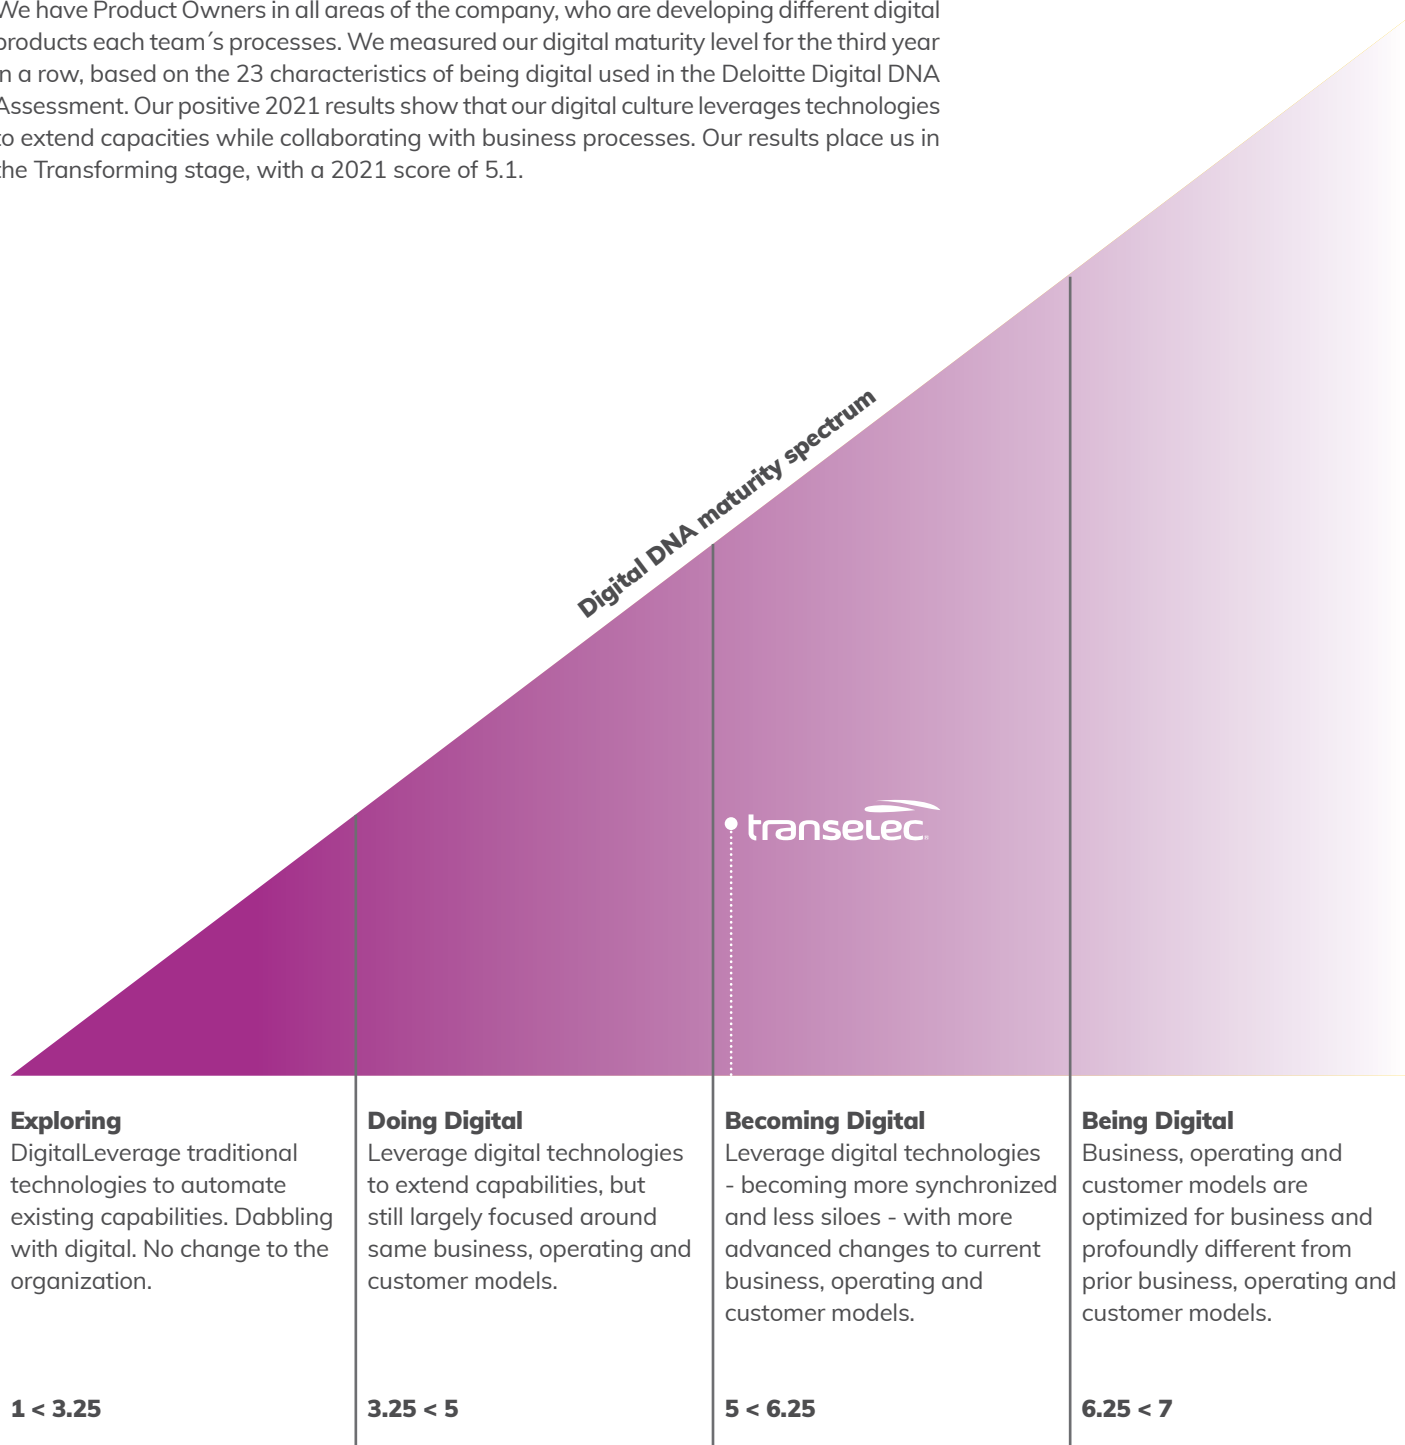 We have Product Owners in all areas of the company, who are developing different digital
products each team´s processes. We measured our digital maturity level for the third year
in a row, based on the 23 characteristics of being digital used in the Deloitte Digital DNA
Assessment. Our positive 2021 results show that our digital culture leverages technologies
to extend capacities while collaborating with business processes. Our results place us in
the Transforming stage, with a 2021 score of 5.1.
Digital DNA maturity spectrum
transelec
Exploring
DigitalLeverage traditional
technologies to automate
existing capabilities. Dabbling
with digital. No change to the
organization.
1 < 3.25
Doing Digital
Leverage digital technologies
to extend capabilities, but
still largely focused around
same business, operating and
customer models.
3.25 < 5
Becoming Digital
Leverage digital technologies
- becoming more synchronized
and less siloes - with more
advanced changes to current
business, operating and
customer models.
5 < 6.25
Being Digital
Business, operating and
customer models are
optimized for business and
profoundly different from
prior business, operating and
customer models.
6.25 < 7